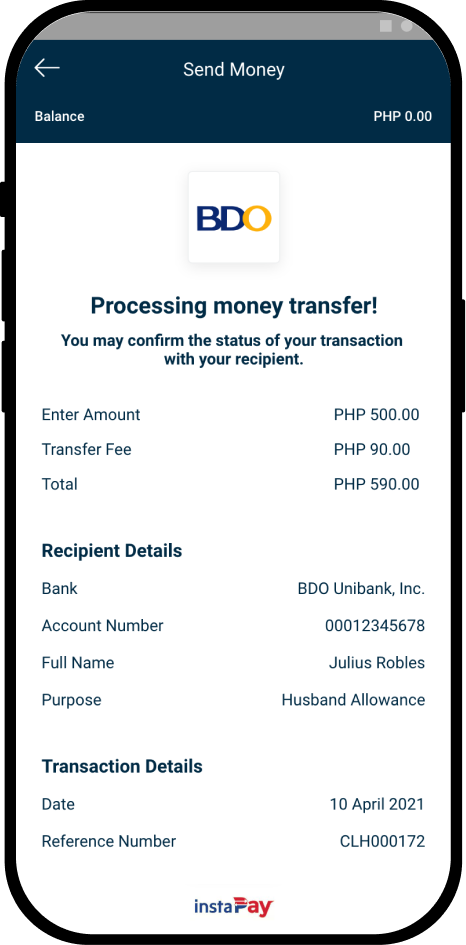 Send Money
Balance PHP 0.00
BDO
Processing money transfer!
You may confirm the status of your transaction
with your recipient.
Enter Amount PHP 500.00
Transfer Fee PHP 90.00
Total PHP 590.00
Recipient Details
Bank BDO Unibank, Inc.
Account Number 00012345678
Full Name Julius Robles
Purpose Husband Allowance
Transaction Details
Date 10 April 2021
Reference Number CLH000172
instaPay